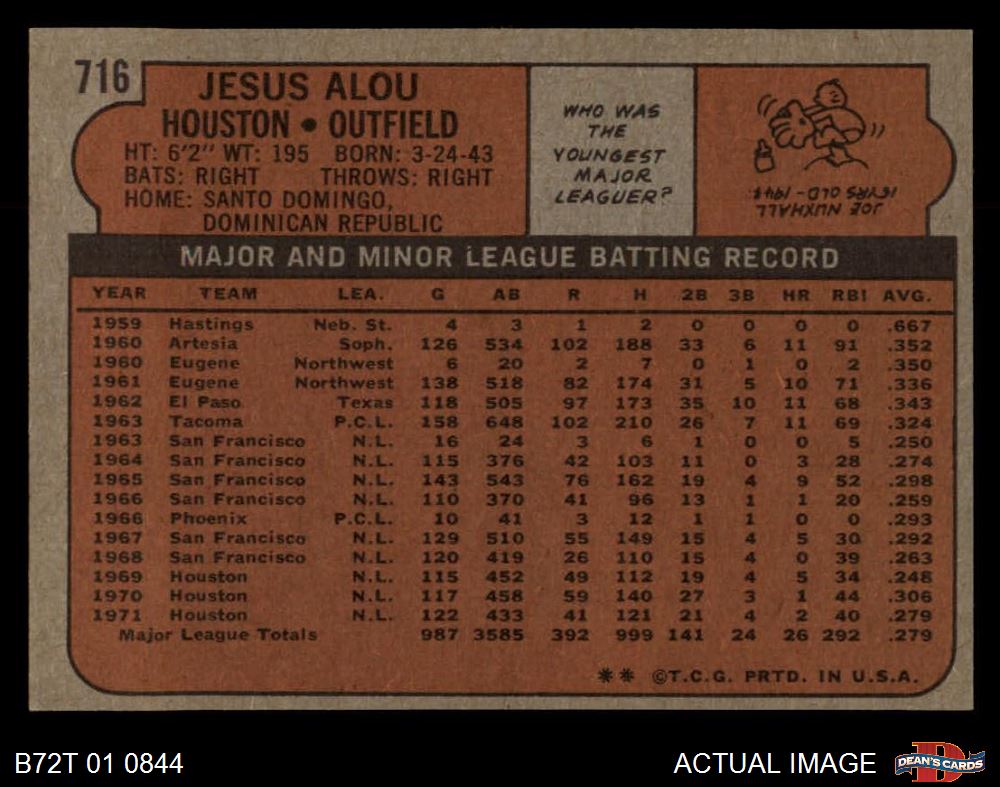 716
JESUS ALOU
HOUSTON • OUTFIELD
HT: 6'2" WT: 195 BORN: 3-24-43
BATS: RIGHT THROWS: RIGHT
HOME: SANTO DOMINGO,
DOMINICAN REPUBLIC
WHO WAS
THE
YOUNGEST
MAJOR
LEAGUER?
JOE NUXHALL
15 YRS OLD - 1944
MAJOR AND MINOR LEAGUE BATTING RECORD
YEAR TEAM LEA. G AB R H 2B 3B HR RBI AVG.
1959 Hastings Neb. St. 4 3 1 2 0 0 0 0 .667
1960 Artesia Soph. 126 534 102 188 33 6 11 91 .352
1960 Eugene Northwest 6 20 2 7 0 1 0 2 .350
1961 Eugene Northwest 138 518 82 174 31 5 10 71 .336
1962 El Paso Texas 118 505 97 173 35 10 11 68 .343
1963 Tacoma P.C.L. 158 648 102 210 26 7 11 69 .324
1963 San Francisco N.L. 16 24 3 6 1 0 0 5 .250
1964 San Francisco N.L. 115 376 42 103 11 0 3 28 .274
1965 San Francisco N.L. 143 543 76 162 19 4 9 52 .298
1966 San Francisco N.L. 110 370 41 96 13 1 1 20 .259
1966 Phoenix P.C.L. 10 41 3 12 1 1 0 0 .293
1967 San Francisco N.L. 129 510 55 149 15 4 5 30 .292
1968 San Francisco N.L. 120 419 26 110 15 4 0 39 .263
1969 Houston N.L. 115 452 49 112 19 4 5 34 .248
1970 Houston N.L. 117 458 59 140 27 3 1 44 .306
1971 Houston N.L. 122 433 41 121 21 4 2 40 .279
Major League Totals 987 3585 392 999 141 24 26 292 .279
** ©T.C.G. PRTD. IN U.S.A.
B72T 01 0844
ACTUAL IMAGE
DEAN'S CARDS